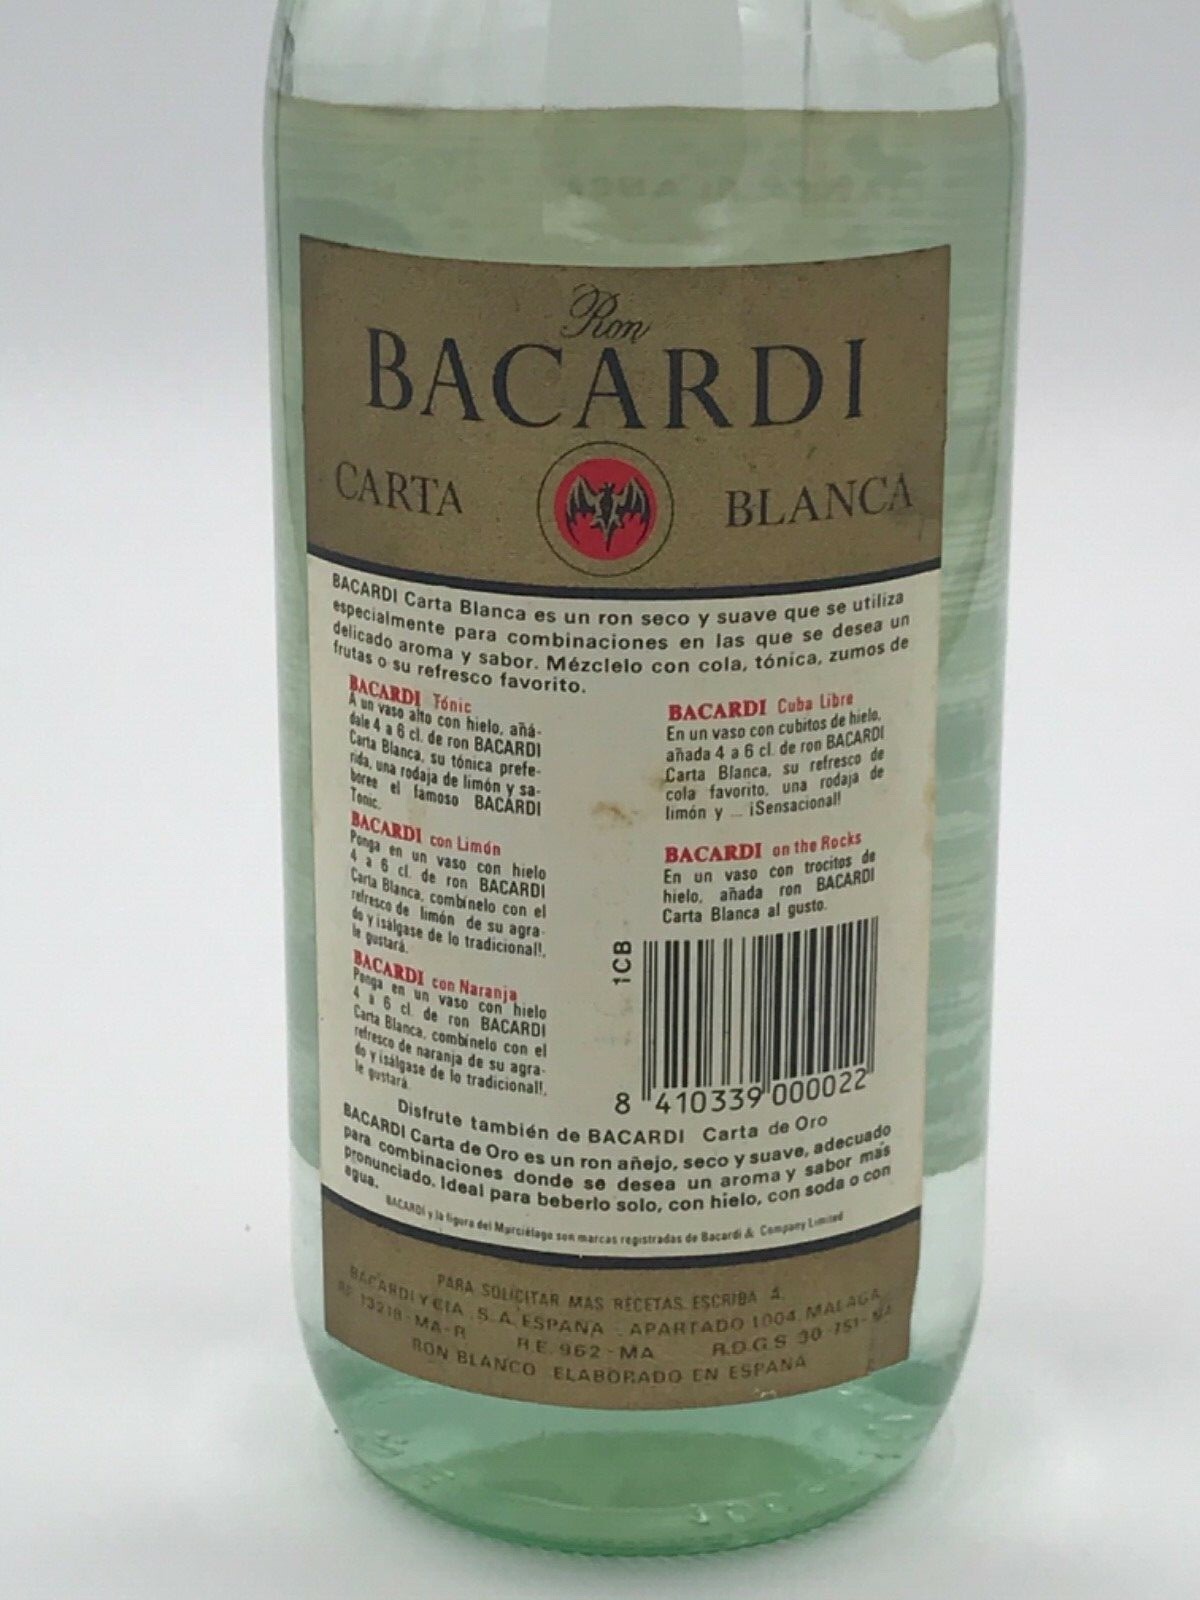 Ron
BACARDI
CARTA BLANCA
BACARDI Carta Blanca es un ron seco y suave que se utiliza
especialmente para combinaciones en las que se desea un
delicado aroma y sabor. Mézclelo con cola, tónica, zumos de
frutas o su refresco favorito.
BACARDI Tónic
A un vaso alto con hielo, añá-
dale 4 a 6 cl. de ron BACARDI
Carta Blanca, su tónica prefe-
rida, una rodaja de limón y sa-
boree el famoso BACARDI
Tonic.
BACARDI con Limón
Ponga en un vaso con hielo
4 a 6 cl. de ron BACARDI
Carta Blanca, combínelo con el
refresco de limón de su agra-
do y ¡sálgase de lo tradicional!,
le gustará.
BACARDI con Naranja
Ponga en un vaso con hielo
4 a 6 cl. de ron BACARDI
Carta Blanca, combínelo con el
refresco de naranja de su agra-
do y ¡sálgase de lo tradicional!,
le gustará.
BACARDI Cuba Libre
En un vaso con cubitos de hielo,
añada 4 a 6 cl. de ron BACARDI
Carta Blanca, su refresco de
cola favorito, una rodaja de
limón y ... ¡Sensacional!
BACARDI on the Rocks
En un vaso con trocitos de
hielo, añada ron BACARDI
Carta Blanca al gusto.
1CB
8 410339 000022
Disfrute también de BACARDI Carta de Oro
BACARDI Carta de Oro es un ron añejo, seco y suave, adecuado
para combinaciones donde se desea un aroma y sabor más
pronunciado. Ideal para beberlo solo, con hielo, con soda o con
agua.
BACARDI y la figura del Murciélago son marcas registradas de Bacardi & Company Limited
PARA SOLICITAR MAS RECETAS ESCRIBA A:
BACARDI Y CIA. S.A. ESPAÑA - APARTADO 1004 MALAGA
RE. 13218-MA-R R.E. 962-MA R.D.G.S 30-751-MA
RON BLANCO ELABORADO EN ESPAÑA